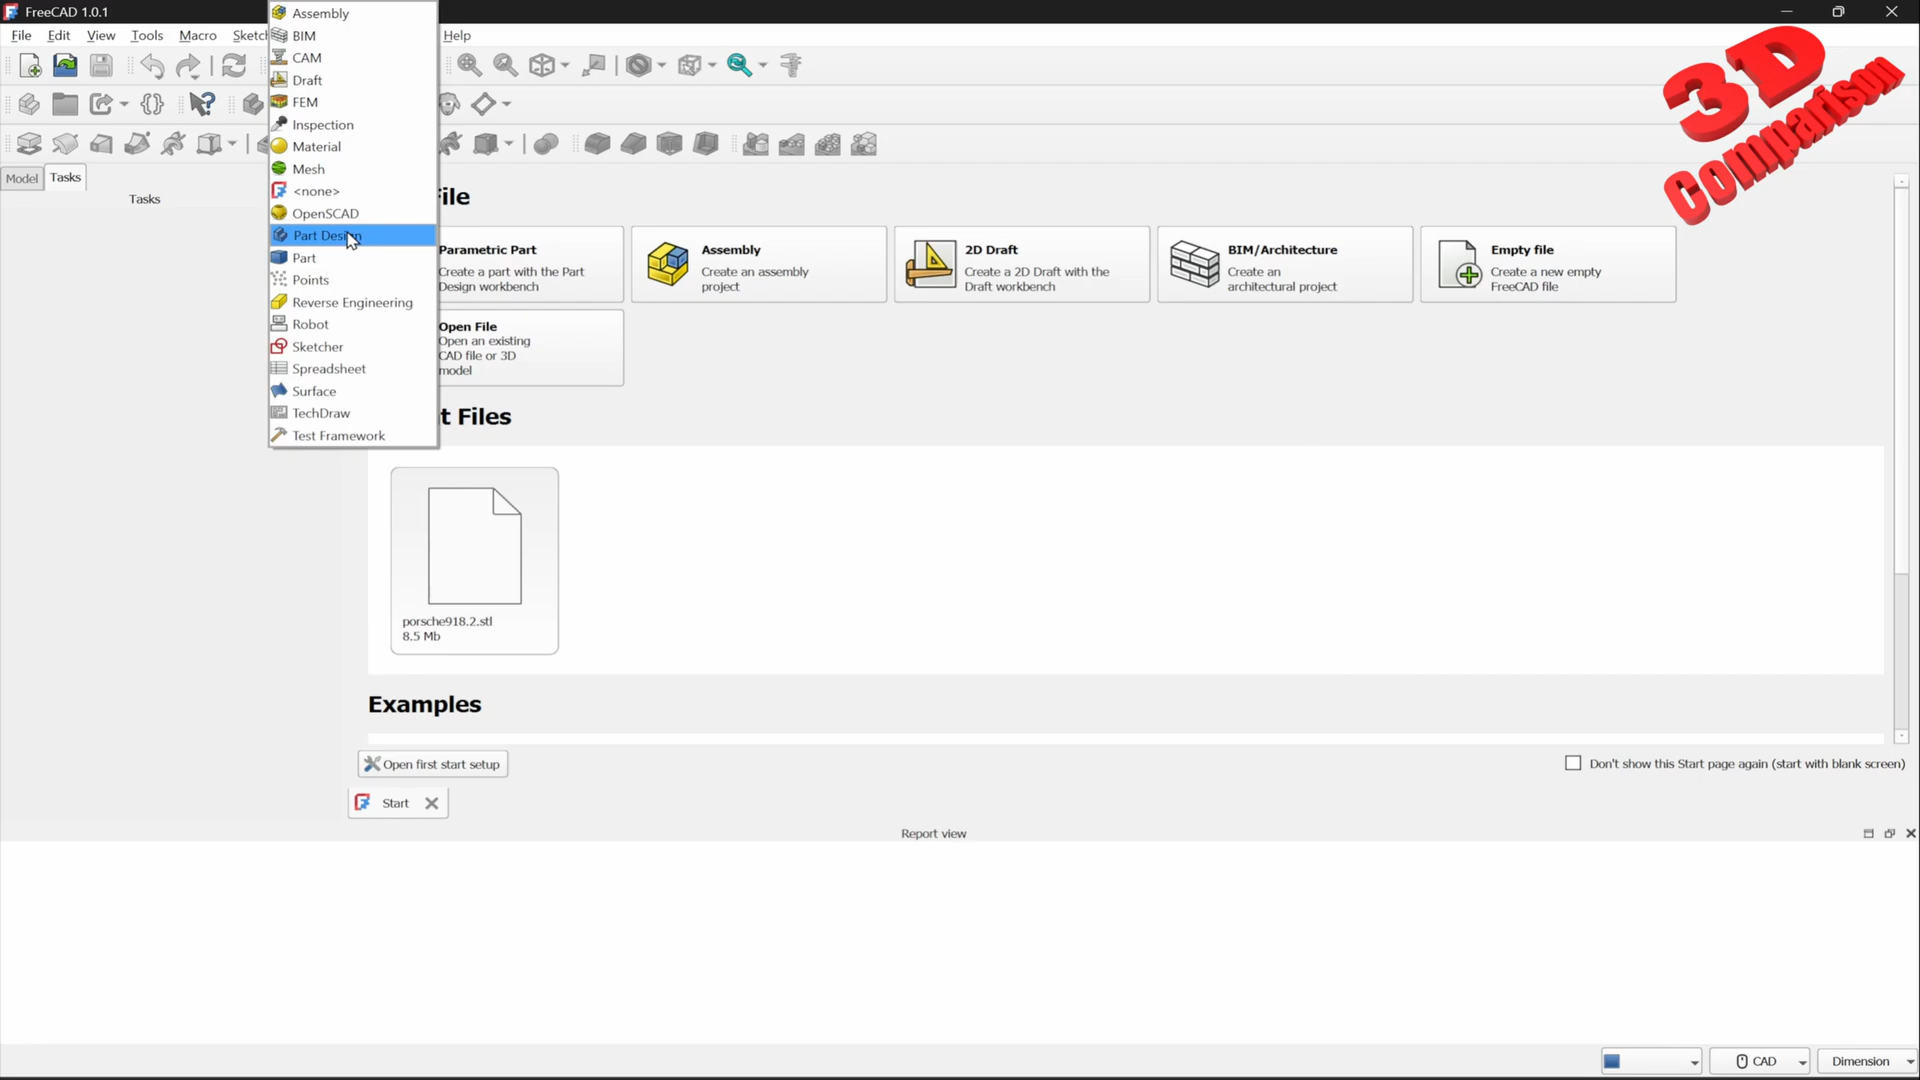 FreeCAD 1.0.1
File Edit View Tools Macro Sketch Help
Assembly
BIM
CAM
Draft
FEM
Inspection
Material
Mesh
<none>
OpenSCAD
Part Design
Part
Points
Reverse Engineering
Robot
Sketcher
Spreadsheet
Surface
TechDraw
Test Framework
3D
Comparison
Model Tasks
Tasks
File
Parametric Part
Create a part with the Part
Design workbench
Assembly
Create an assembly
project
2D Draft
Create a 2D Draft with the
Draft workbench
BIM/Architecture
Create an
architectural project
Empty file
Create a new empty
FreeCAD file
Open File
Open an existing
CAD file or 3D
model
t Files
porsche918.2.stl
8.5 Mb
Examples
Open first start setup
Don't show this Start page again (start with blank screen)
Start
Report view
CAD
Dimension